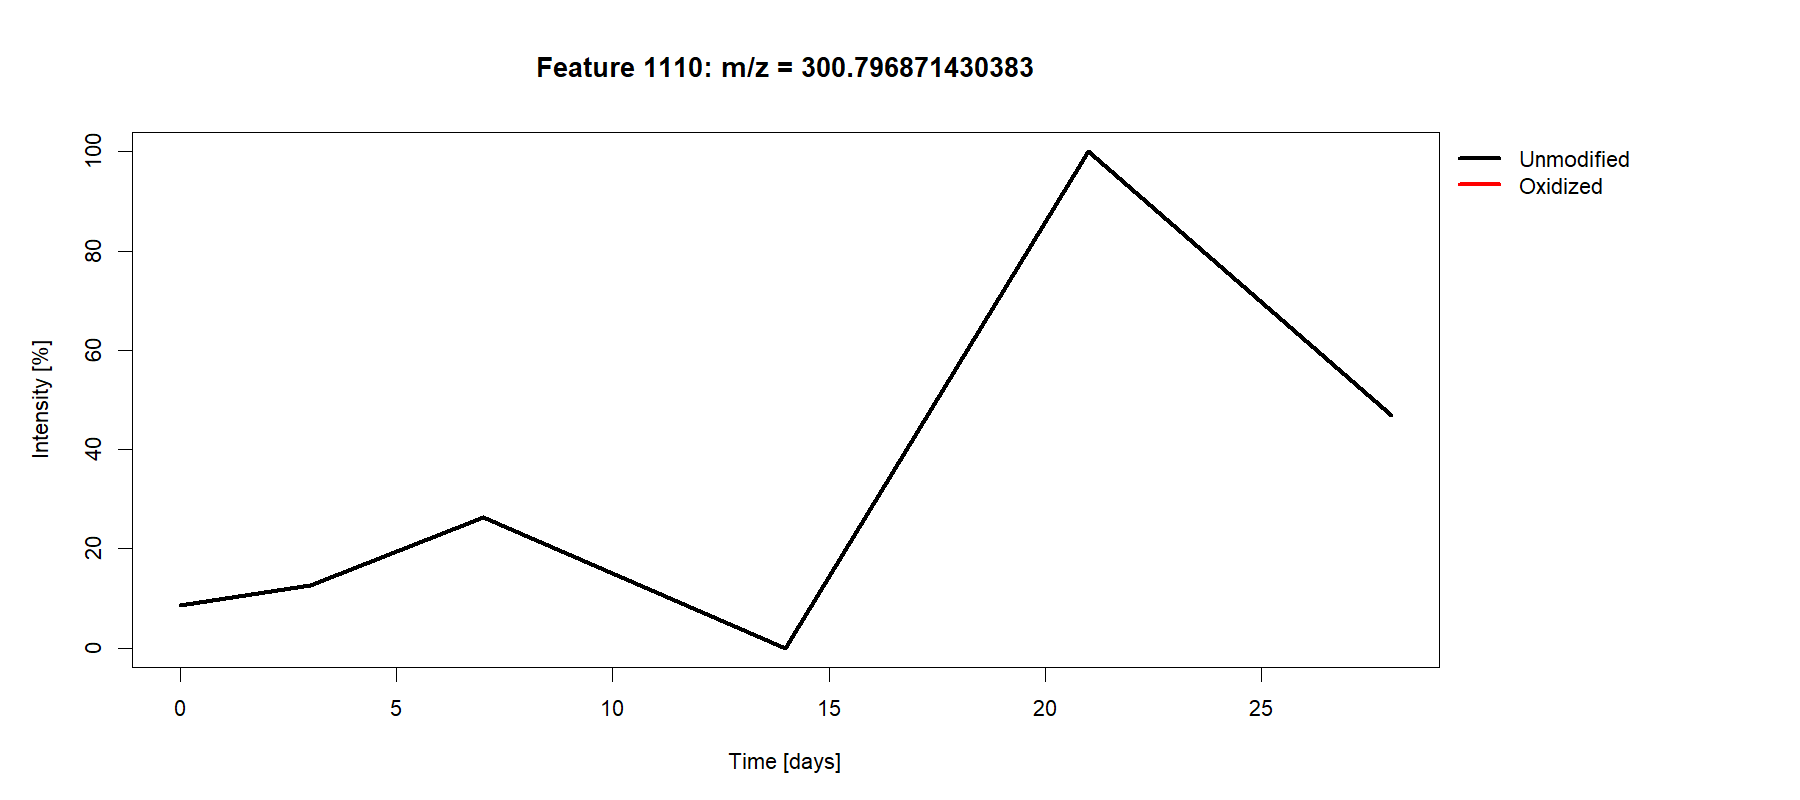 Feature 1110: m/z = 300.796871430383
Unmodified
Oxidized
Intensity [%]
100
80
60
40
20
0
0 5 10 15 20 25
Time [days]